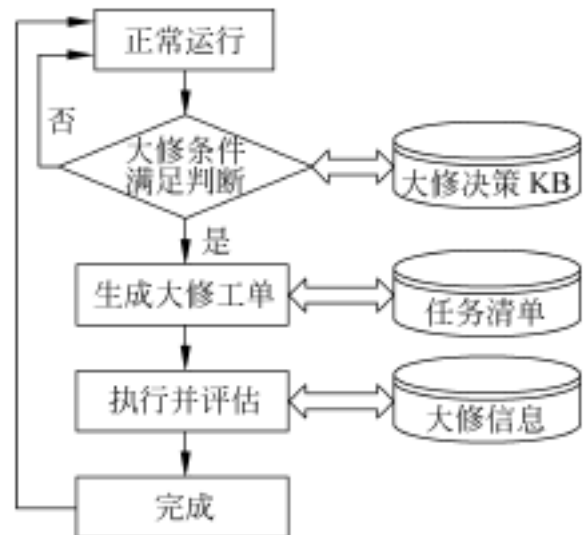 正常运行
否
大修条件
满足判断
大修决策 KB
是
生成大修工单
任务清单
执行并评估
大修信息
完成